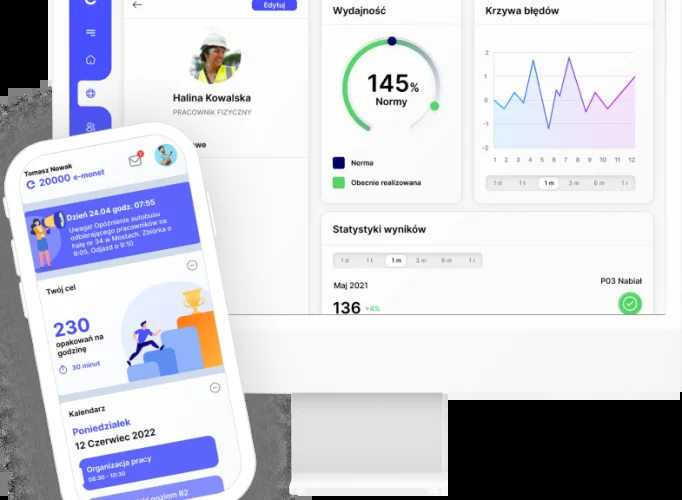 Edytuj
Halina Kowalska
PRACOWNIK FIZYCZNY
owe
Wydajność
145%
Normy
Norma
Obecnie realizowana
Krzywa błędów
2
1
0
-1
-2
1 2 3 4 5 6 7 8 9 10 11 12
1 d 1 t 1 m 3 m 6 m 1 r
Statystyki wyników
1 d 1 t 1 m 3 m 6 m 1 r
Maj 2021
P03 Nabiał
136 +4%
Tomasz Nowak
20000 e-monet
Dzień 24.04 godz. 07:55
Uwaga! Opóźnienie autobusu
odbierającego pracowników na
halę nr 34 w Mostach. Zbiórka o
9:05. Odjazd o 9:10
Twój cel
230
opakowań na
godzinę
30 minut
Kalendarz
Poniedziałek
12 Czerwiec 2022
Organizacja pracy
08:30 - 10:30
poziom B2